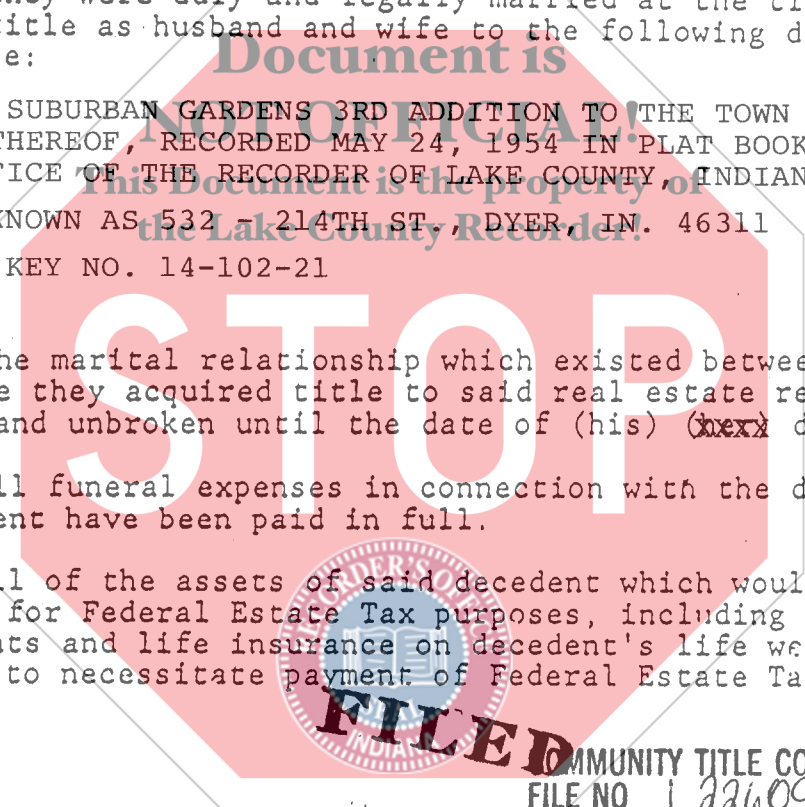 ney were duly and legally married at the ti
title as husband and wife to the following d
e:
Document is
SUBURBAN GARDENS 3RD ADDITION TO THE TOWN
NOT OFFICIAL!
THEREOF, RECORDED MAY 24, 1954 IN PLAT BOOK
TICE OF THE RECORDER OF LAKE COUNTY, INDIAN
This Document is the property of
KNOWN AS 532 - 214TH ST., DYER, IN. 46311
the Lake County Recorder!
KEY NO. 14-102-21
STOP
he marital relationship which existed betwee
e they acquired title to said real estate re
and unbroken until the date of (his) d
ll funeral expenses in connection with the d
ent have been paid in full.
ll of the assets of said decedent which woul
for Federal Estate Tax purposes, including
nts and life insurance on decedent's life we
to necessitate payment of Federal Estate Ta
INDIANA
FILED
COMMUNITY TITLE CO
FILE NO